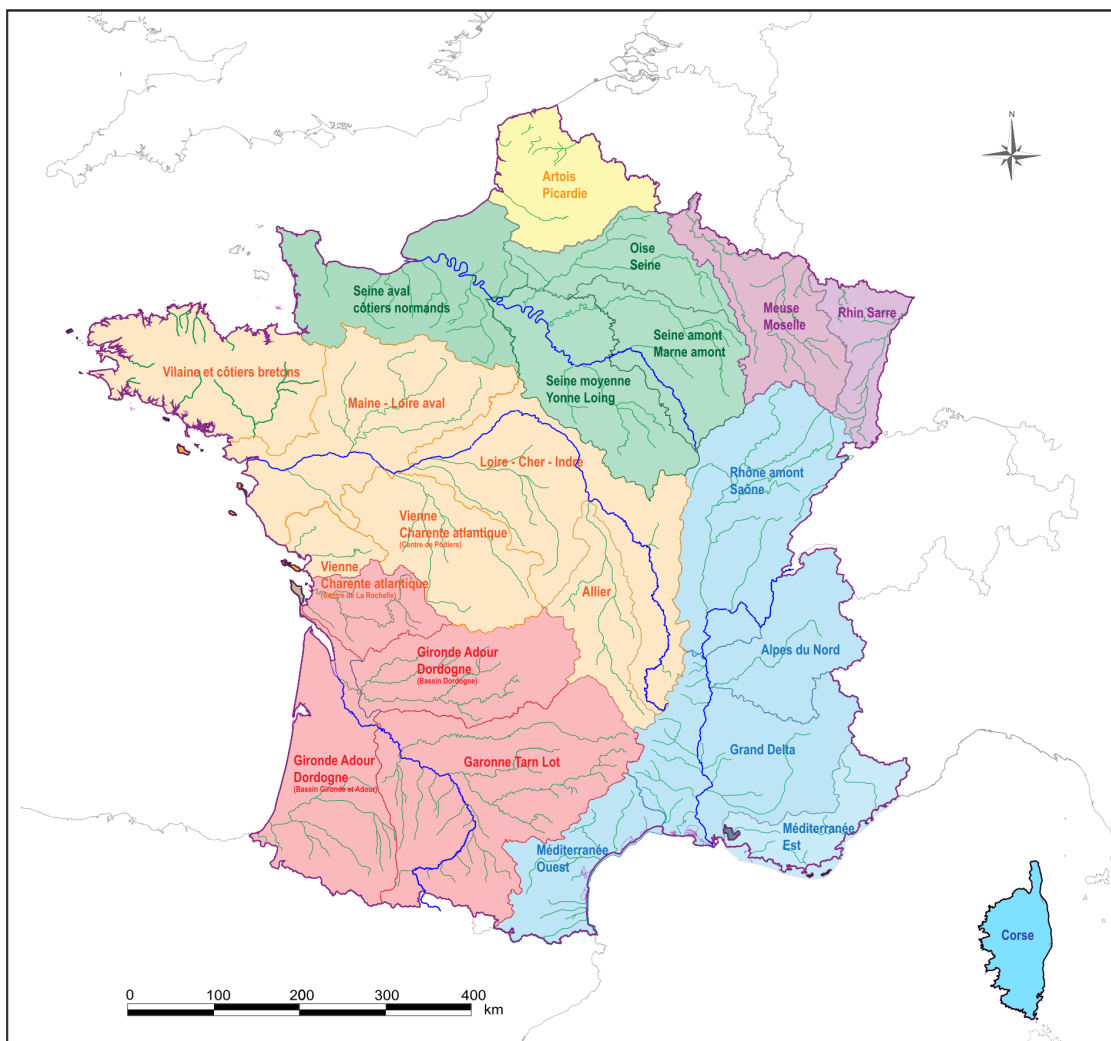 N
Artois
Picardie
Oise
Seine
Seine aval
côtiers normands
Meuse
Moselle
Rhin Sarre
Seine amont
Marne amont
Vilaine et côtiers bretons
Seine moyenne
Yonne Loing
Maine - Loire aval
Loire - Cher - Indre
Rhône amont
Saône
Vienne
Charente atlantique
(Centre de Poitiers)
Vienne
Charente atlantique
(Centre de La Rochelle)
Allier
Gironde Adour
Dordogne
(Bassin Dordogne)
Alpes du Nord
Grand Delta
Gironde Adour
Dordogne
(Bassin Gironde et Adour)
Garonne Tarn Lot
Méditerranée
Est
Méditerranée
Ouest
Corse
0 100 200 300 400
km